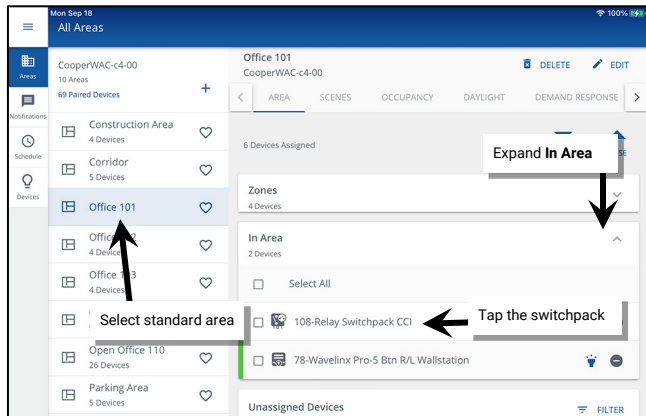 Mon Sep 18
100%
All Areas
Areas
Notifications
Schedule
Devices
CooperWAC-c4-00
10 Areas
69 Paired Devices
+
Construction Area
4 Devices
Corridor
5 Devices
Office 101
Office
4 Devices
Office
4 Devices
Open Office 110
26 Devices
Parking Area
5 Devices
Select standard area
Office 101
CooperWAC-c4-00
DELETE
EDIT
AREA SCENES OCCUPANCY DAYLIGHT DEMAND RESPONSE
6 Devices Assigned
Expand In Area
Zones
4 Devices
In Area
2 Devices
Select All
108-Relay Switchpack CCI
Tap the switchpack
78-Wavelinx Pro-5 Btn R/L Wallstation
Unassigned Devices
FILTER